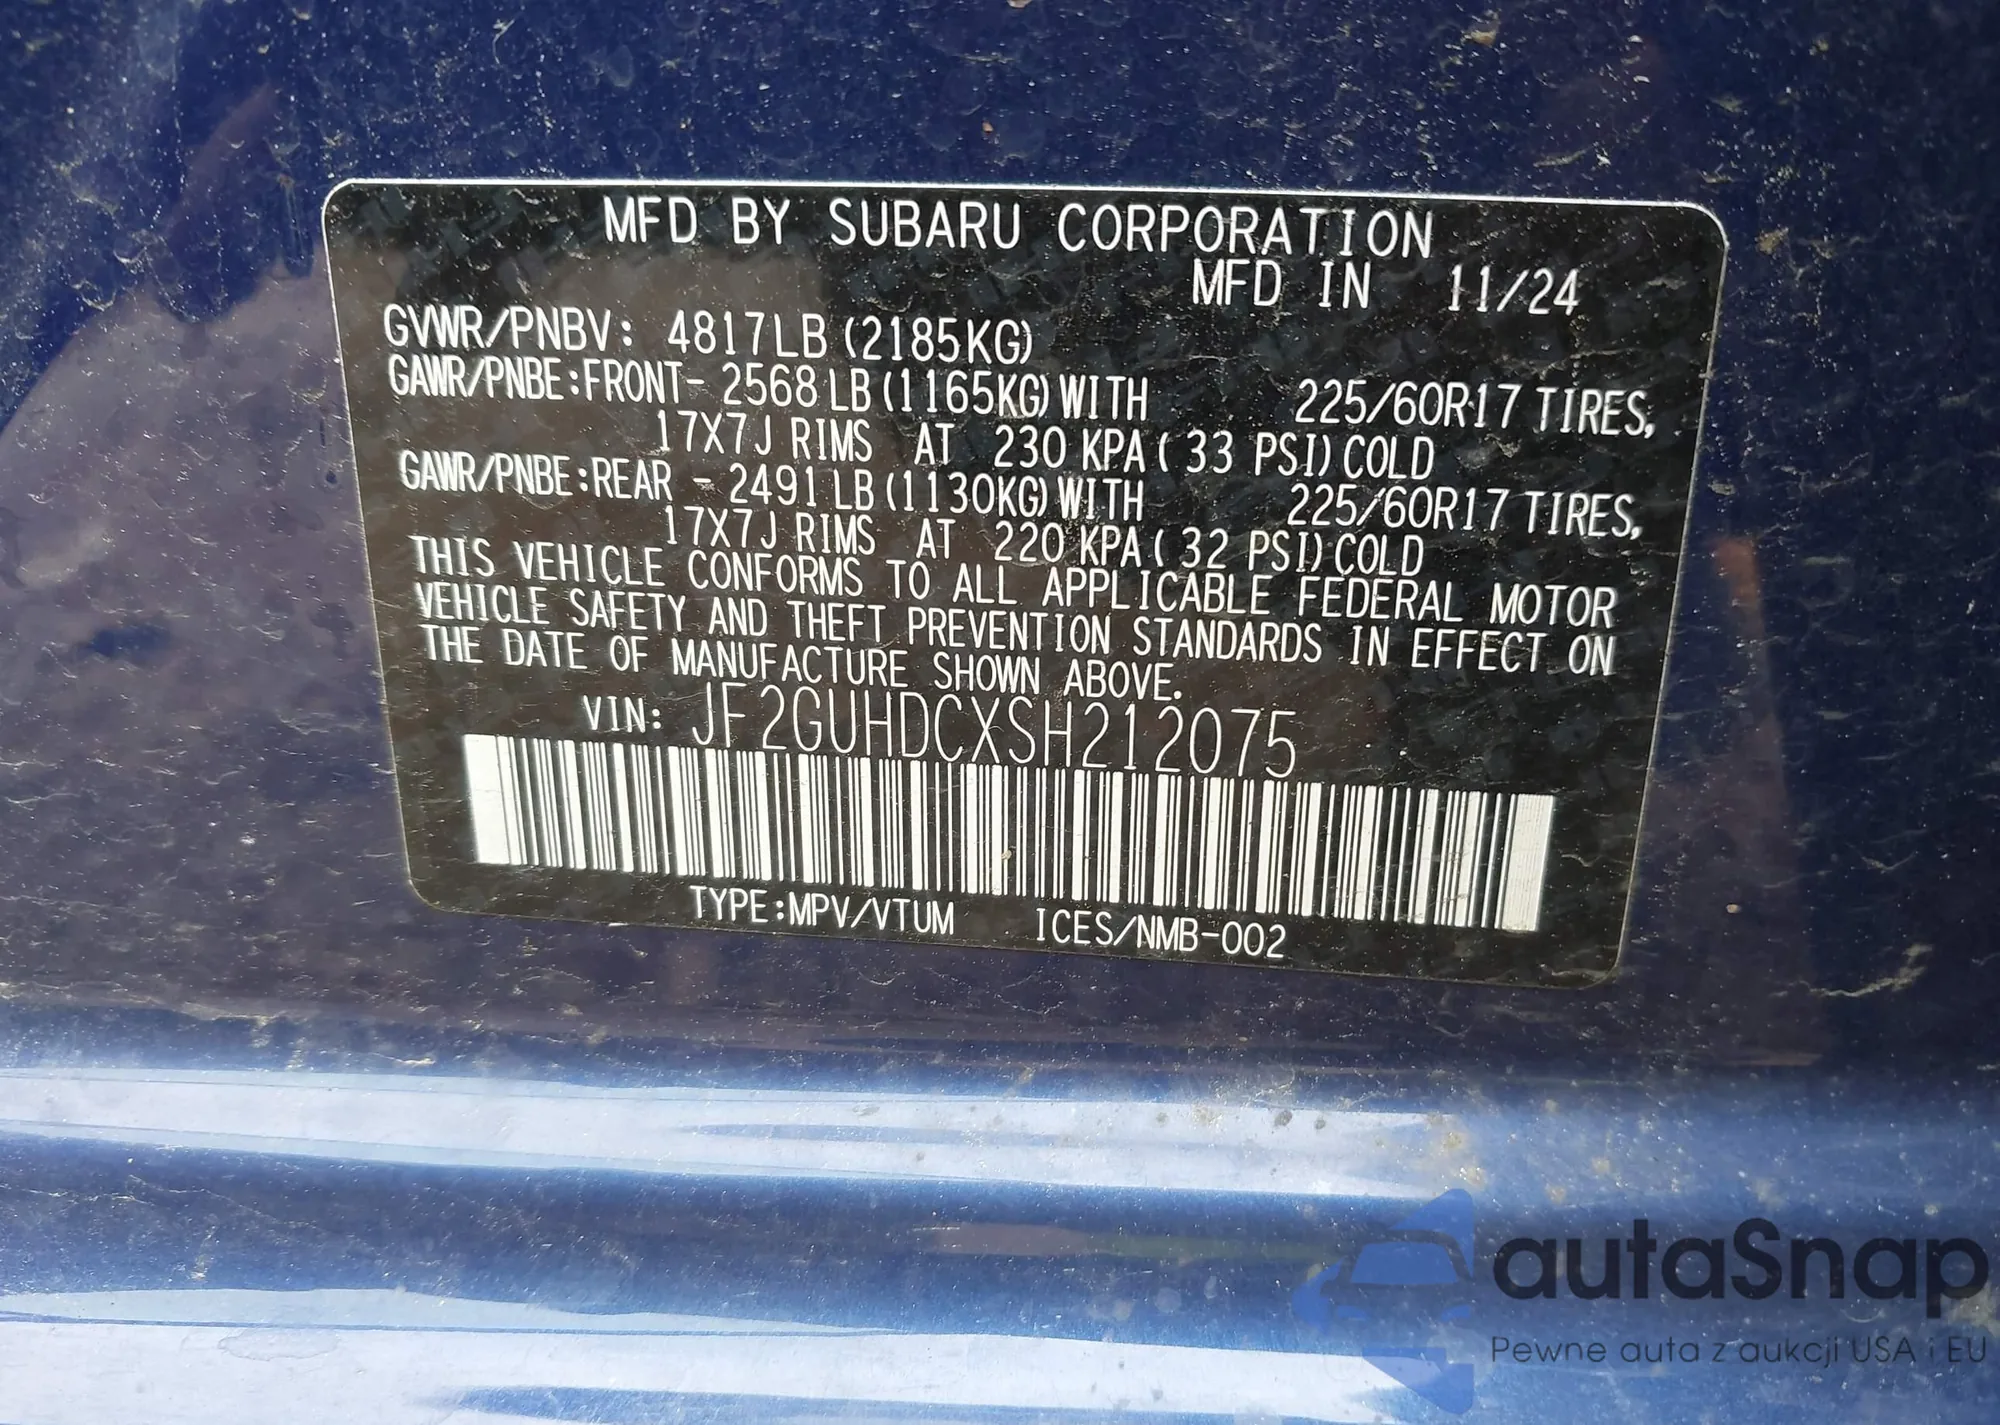 MFD BY SUBARU CORPORATION
MFD IN 11/24
GVWR/PNBV: 4817LB (2185KG)
GAWR/PNBE:FRONT- 2568 LB (1165KG) WITH 225/60R17 TIRES,
17X7J RIMS AT 230 KPA ( 33 PSI) COLD
GAWR/PNBE:REAR - 2491 LB (1130KG) WITH 225/60R17 TIRES,
17X7J RIMS AT 220 KPA ( 32 PSI) COLD
THIS VEHICLE CONFORMS TO ALL APPLICABLE FEDERAL MOTOR
VEHICLE SAFETY AND THEFT PREVENTION STANDARDS IN EFFECT ON
THE DATE OF MANUFACTURE SHOWN ABOVE.
VIN: JF2GUHDCXSH212075
TYPE:MPV/VTUM ICES/NMB-002
autaSnap
Pewne auta z aukcji USA i EU